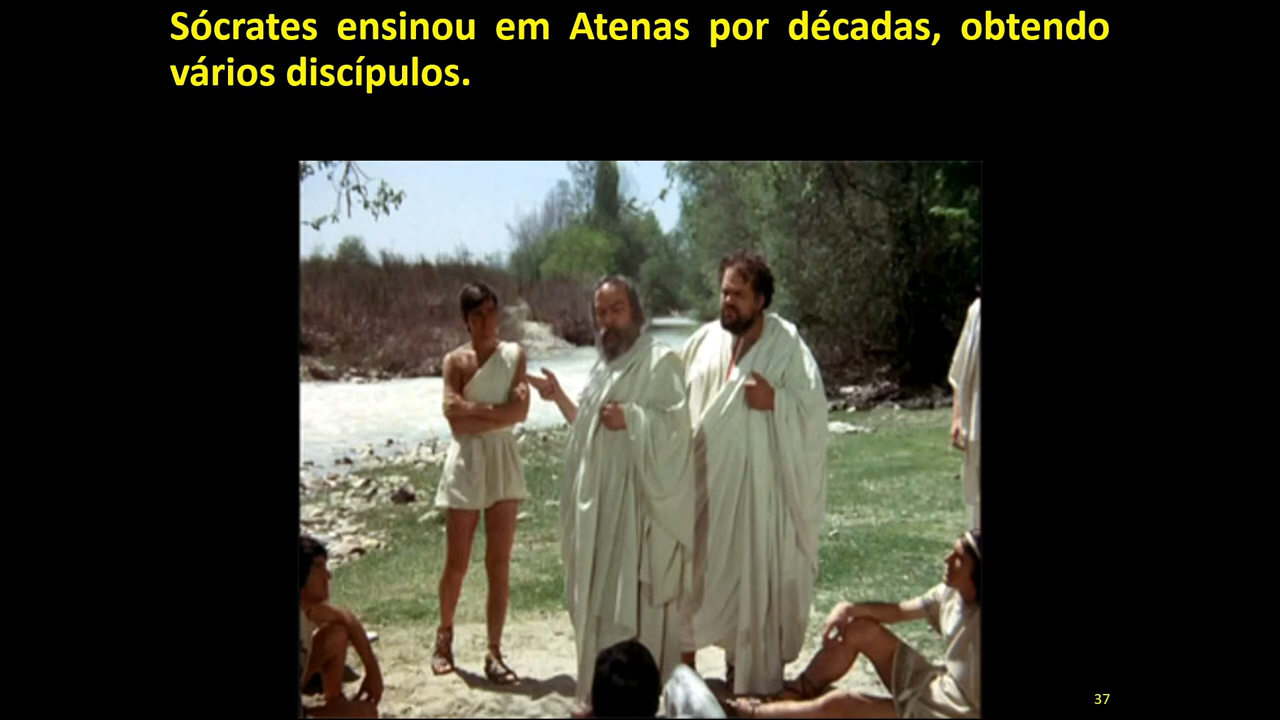 Sócrates ensinou em Atenas por décadas, obtendo
vários discípulos.
37